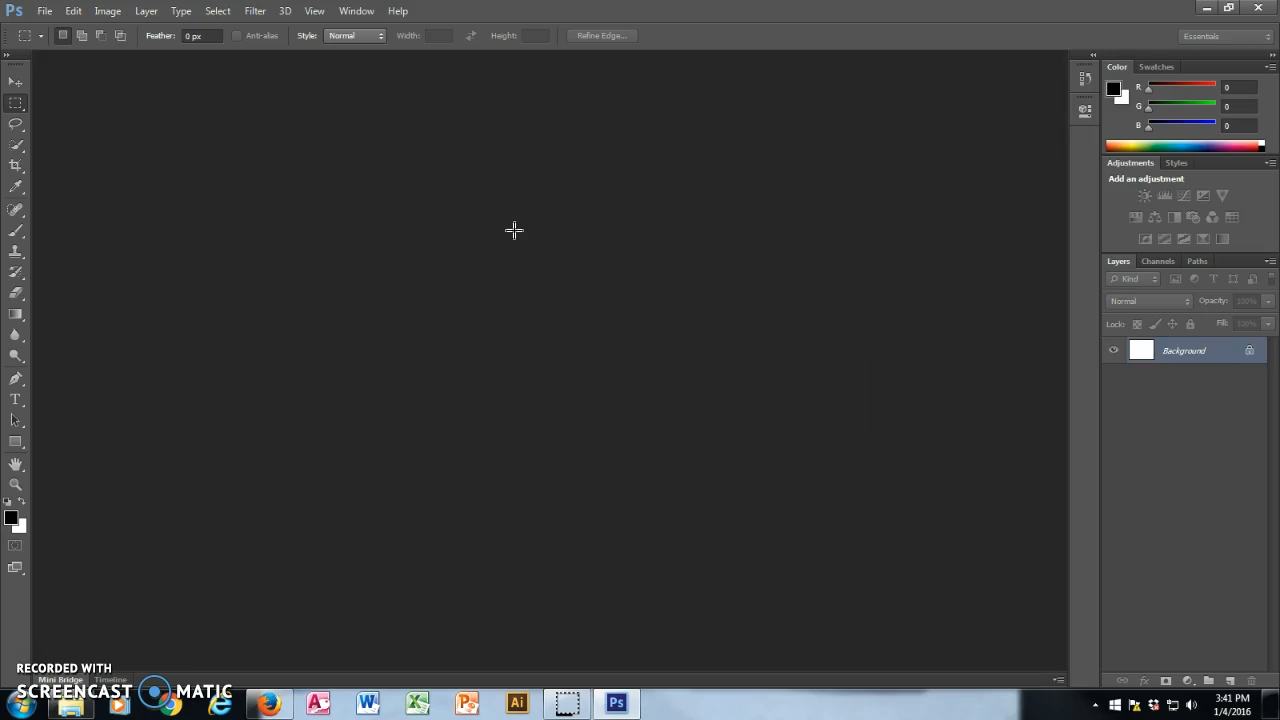 Ps File Edit Image Layer Type Select Filter 3D View Window Help
Feather: 0 px Anti-alias Style: Normal Width: Height: Refine Edge... Essentials
Color Swatches
R 0
G 0
B 0
Adjustments Styles
Add an adjustment
Layers Channels Paths
Kind
Normal Opacity: 100%
Lock: Fill: 100%
Background
T
RECORDED WITH
SCREENCAST MATIC
Mini Bridge Timeline
Ai Ps
3:41 PM
1/4/2016